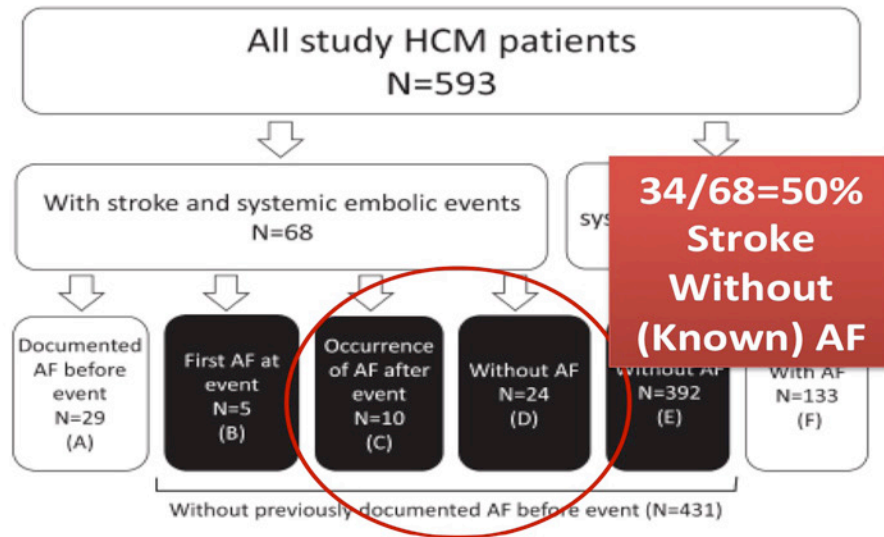 All study HCM patients
N=593
With stroke and systemic embolic events
N=68
34/68=50%
Stroke
Without
(Known) AF
Documented
AF before
event
N=29
(A)
First AF at
event
N=5
(B)
Occurrence
of AF after
event
N=10
(C)
Without AF
N=24
(D)
Without AF
N=392
(E)
With AF
N=133
(F)
Without previously documented AF before event (N=431)